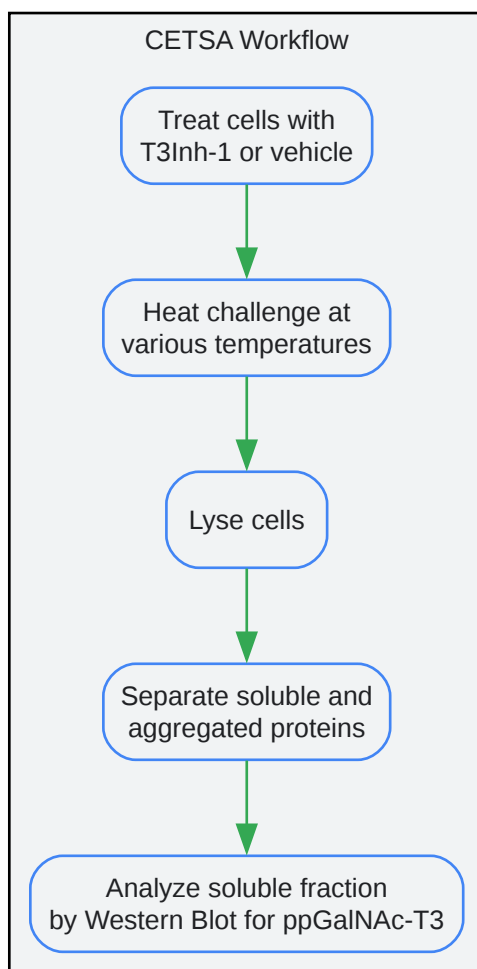 CETSA Workflow
Treat cells with
T3Inh-1 or vehicle
Heat challenge at
various temperatures
Lyse cells
Separate soluble and
aggregated proteins
Analyze soluble fraction
by Western Blot for ppGalNAc-T3